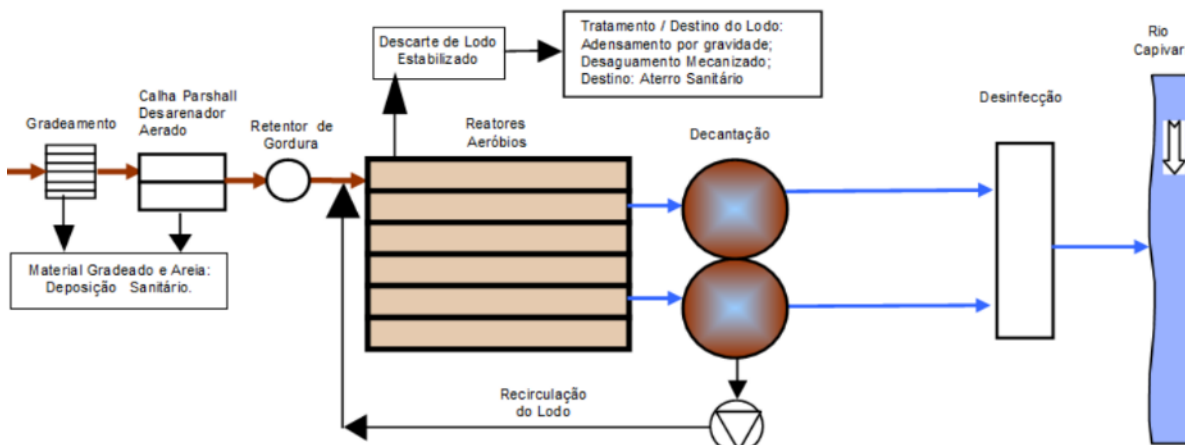 Gradeamento
Calha Parshall
Desarenador
Aerado
Retentor de
Gordura
Descarte de Lodo
Estabilizado
Tratamento / Destino do Lodo:
Adensamento por gravidade;
Desaguamento Mecanizado;
Destino: Aterro Sanitário
Reatores
Aeróbios
Decantação
Desinfecção
Rio
Capivar
Material Gradeado e Areia:
Deposição Sanitário.
Recirculação
do Lodo